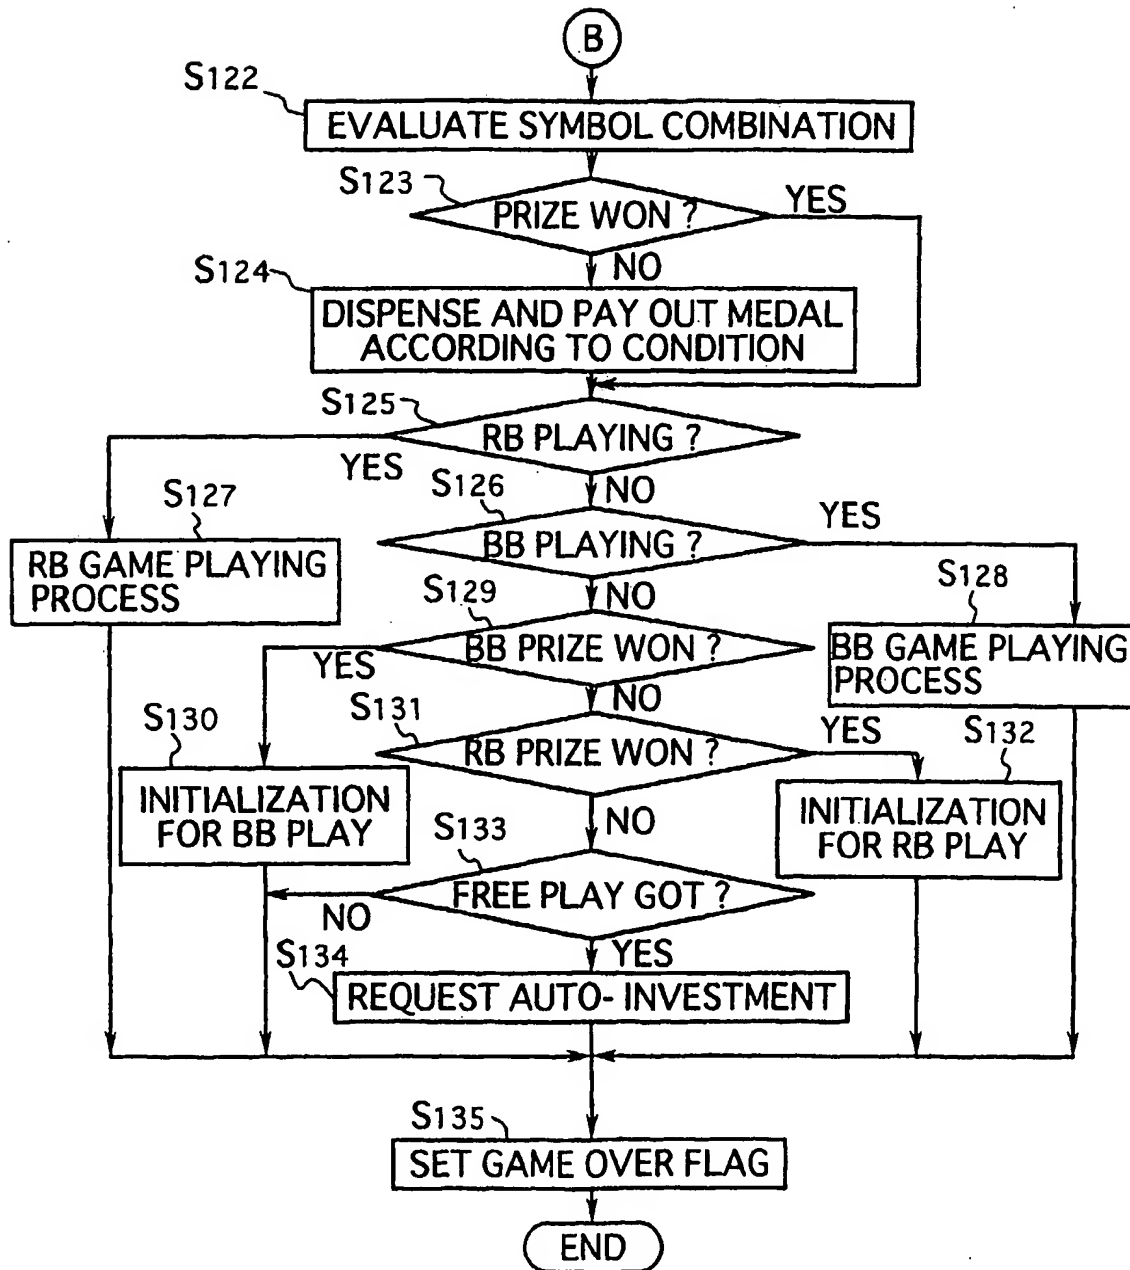 B
S122
EVALUATE SYMBOL COMBINATION
S123
PRIZE WON ?
YES
NO
S124
DISPENSE AND PAY OUT MEDAL
ACCORDING TO CONDITION
S125
RB PLAYING ?
YES
NO
S126
BB PLAYING ?
YES
NO
S127
RB GAME PLAYING
PROCESS
S128
BB GAME PLAYING
PROCESS
S129
BB PRIZE WON ?
YES
NO
S130
INITIALIZATION
FOR BB PLAY
S131
RB PRIZE WON ?
YES
NO
S132
INITIALIZATION
FOR RB PLAY
S133
FREE PLAY GOT ?
NO
YES
S134
REQUEST AUTO- INVESTMENT
S135
SET GAME OVER FLAG
END